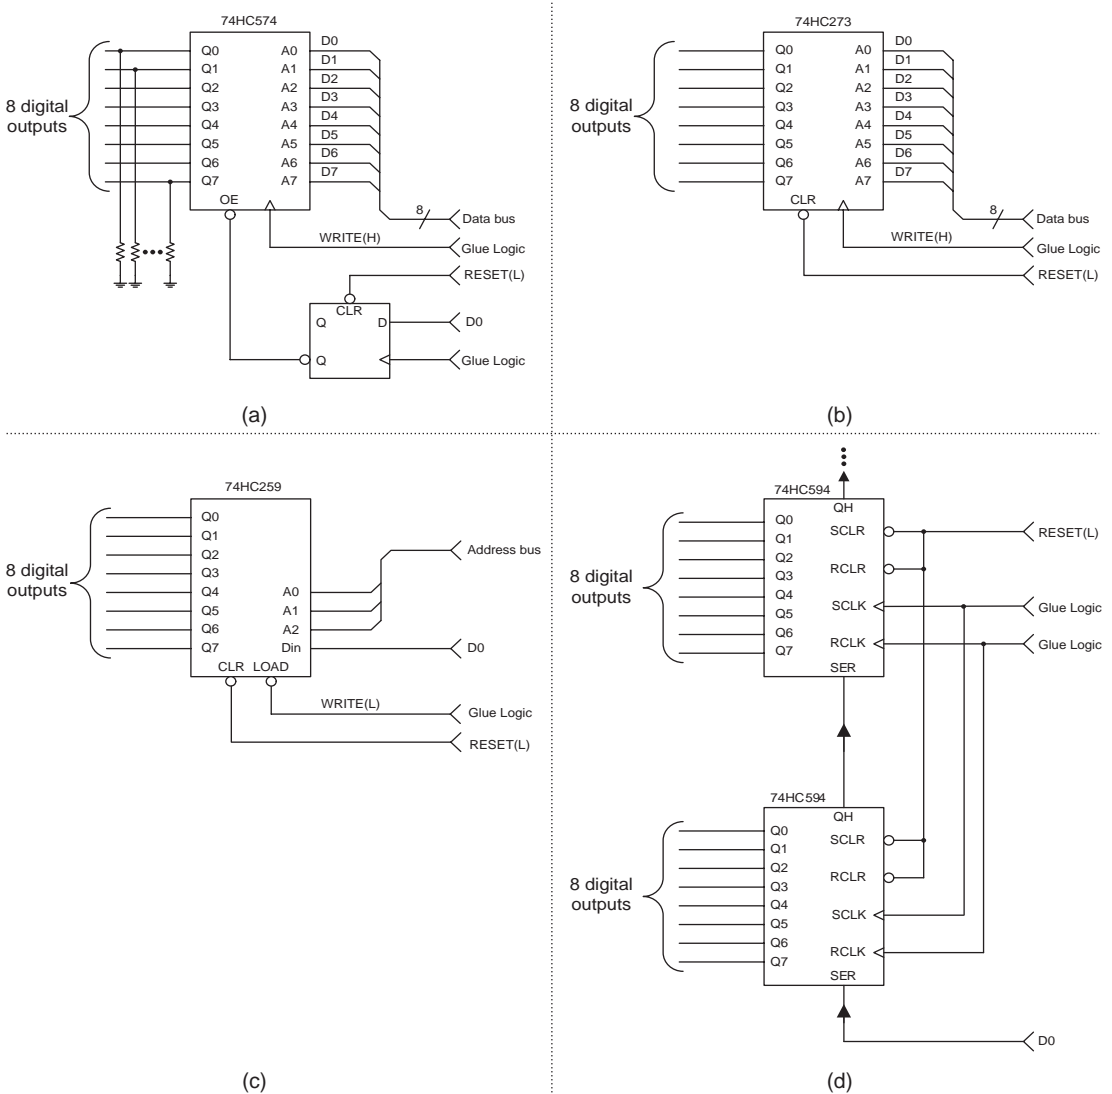 74HC574
Q0 A0 D0
Q1 A1 D1
Q2 A2 D2
Q3 A3 D3
Q4 A4 D4
Q5 A5 D5
Q6 A6 D6
Q7 A7 D7
8 digital
outputs
OE
8
Data bus
WRITE(H)
Glue Logic
RESET(L)
CLR
Q D
D0
Q
Glue Logic
(a)
74HC273
Q0 A0 D0
Q1 A1 D1
Q2 A2 D2
Q3 A3 D3
Q4 A4 D4
Q5 A5 D5
Q6 A6 D6
Q7 A7 D7
8 digital
outputs
CLR
8
Data bus
WRITE(H)
Glue Logic
RESET(L)
(b)
74HC259
Q0
Q1
Q2
Q3
Q4 A0
Q5 A1
Q6 A2
Q7 Din
8 digital
outputs
Address bus
D0
CLR LOAD
WRITE(L)
Glue Logic
RESET(L)
(c)
74HC594
QH
Q0 SCLR
Q1
Q2 RCLR
Q3
Q4 SCLK
Q5
Q6 RCLK
Q7
SER
8 digital
outputs
RESET(L)
Glue Logic
Glue Logic
74HC594
QH
Q0 SCLR
Q1
Q2 RCLR
Q3
Q4 SCLK
Q5
Q6 RCLK
Q7
SER
8 digital
outputs
D0
(d)